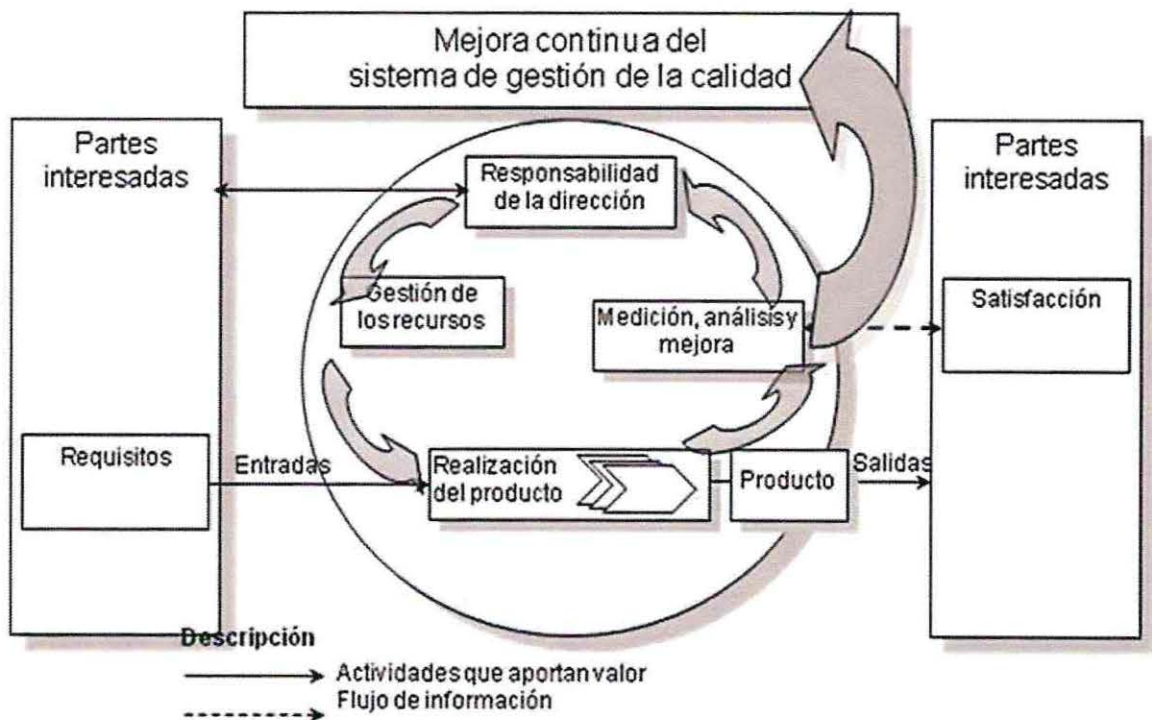 Mejora continua del
sistema de gestión de la calidad
Partes
interesadas
Partes
interesadas
Responsabilidad
de la dirección
Gestión de
los recursos
Medición, análisis y
mejora
Satisfacción
Requisitos
Entradas
Realización
del producto
Producto
Salidas
Descripción
Actividades que aportan valor
Flujo de información